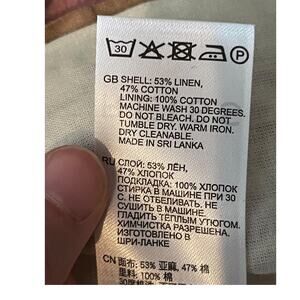 30 P
GB SHELL: 53% LINEN,
47% COTTON
LINING: 100% COTTON
MACHINE WASH 30 DEGREES.
DO NOT BLEACH. DO NOT
TUMBLE DRY. WARM IRON.
DRY CLEANABLE.
MADE IN SRI LANKA
RU СЛОЙ: 53% ЛЁН,
47% ХЛОПОК
ПОДКЛАДКА: 100% ХЛОПОК
СТИРКА В МАШИНЕ ПРИ 30
С. НЕ ОТБЕЛИВАТЬ. НЕ
СУШИТЬ В МАШИНЕ.
ГЛАДИТЬ ТЁПЛЫМ УТЮГОМ.
ХИМЧИСТКА РАЗРЕШЕНА.
ИЗГОТОВЛЕНО В
ШРИ-ЛАНКЕ
CN 面布: 53% 亚麻, 47% 棉
里料: 100% 棉